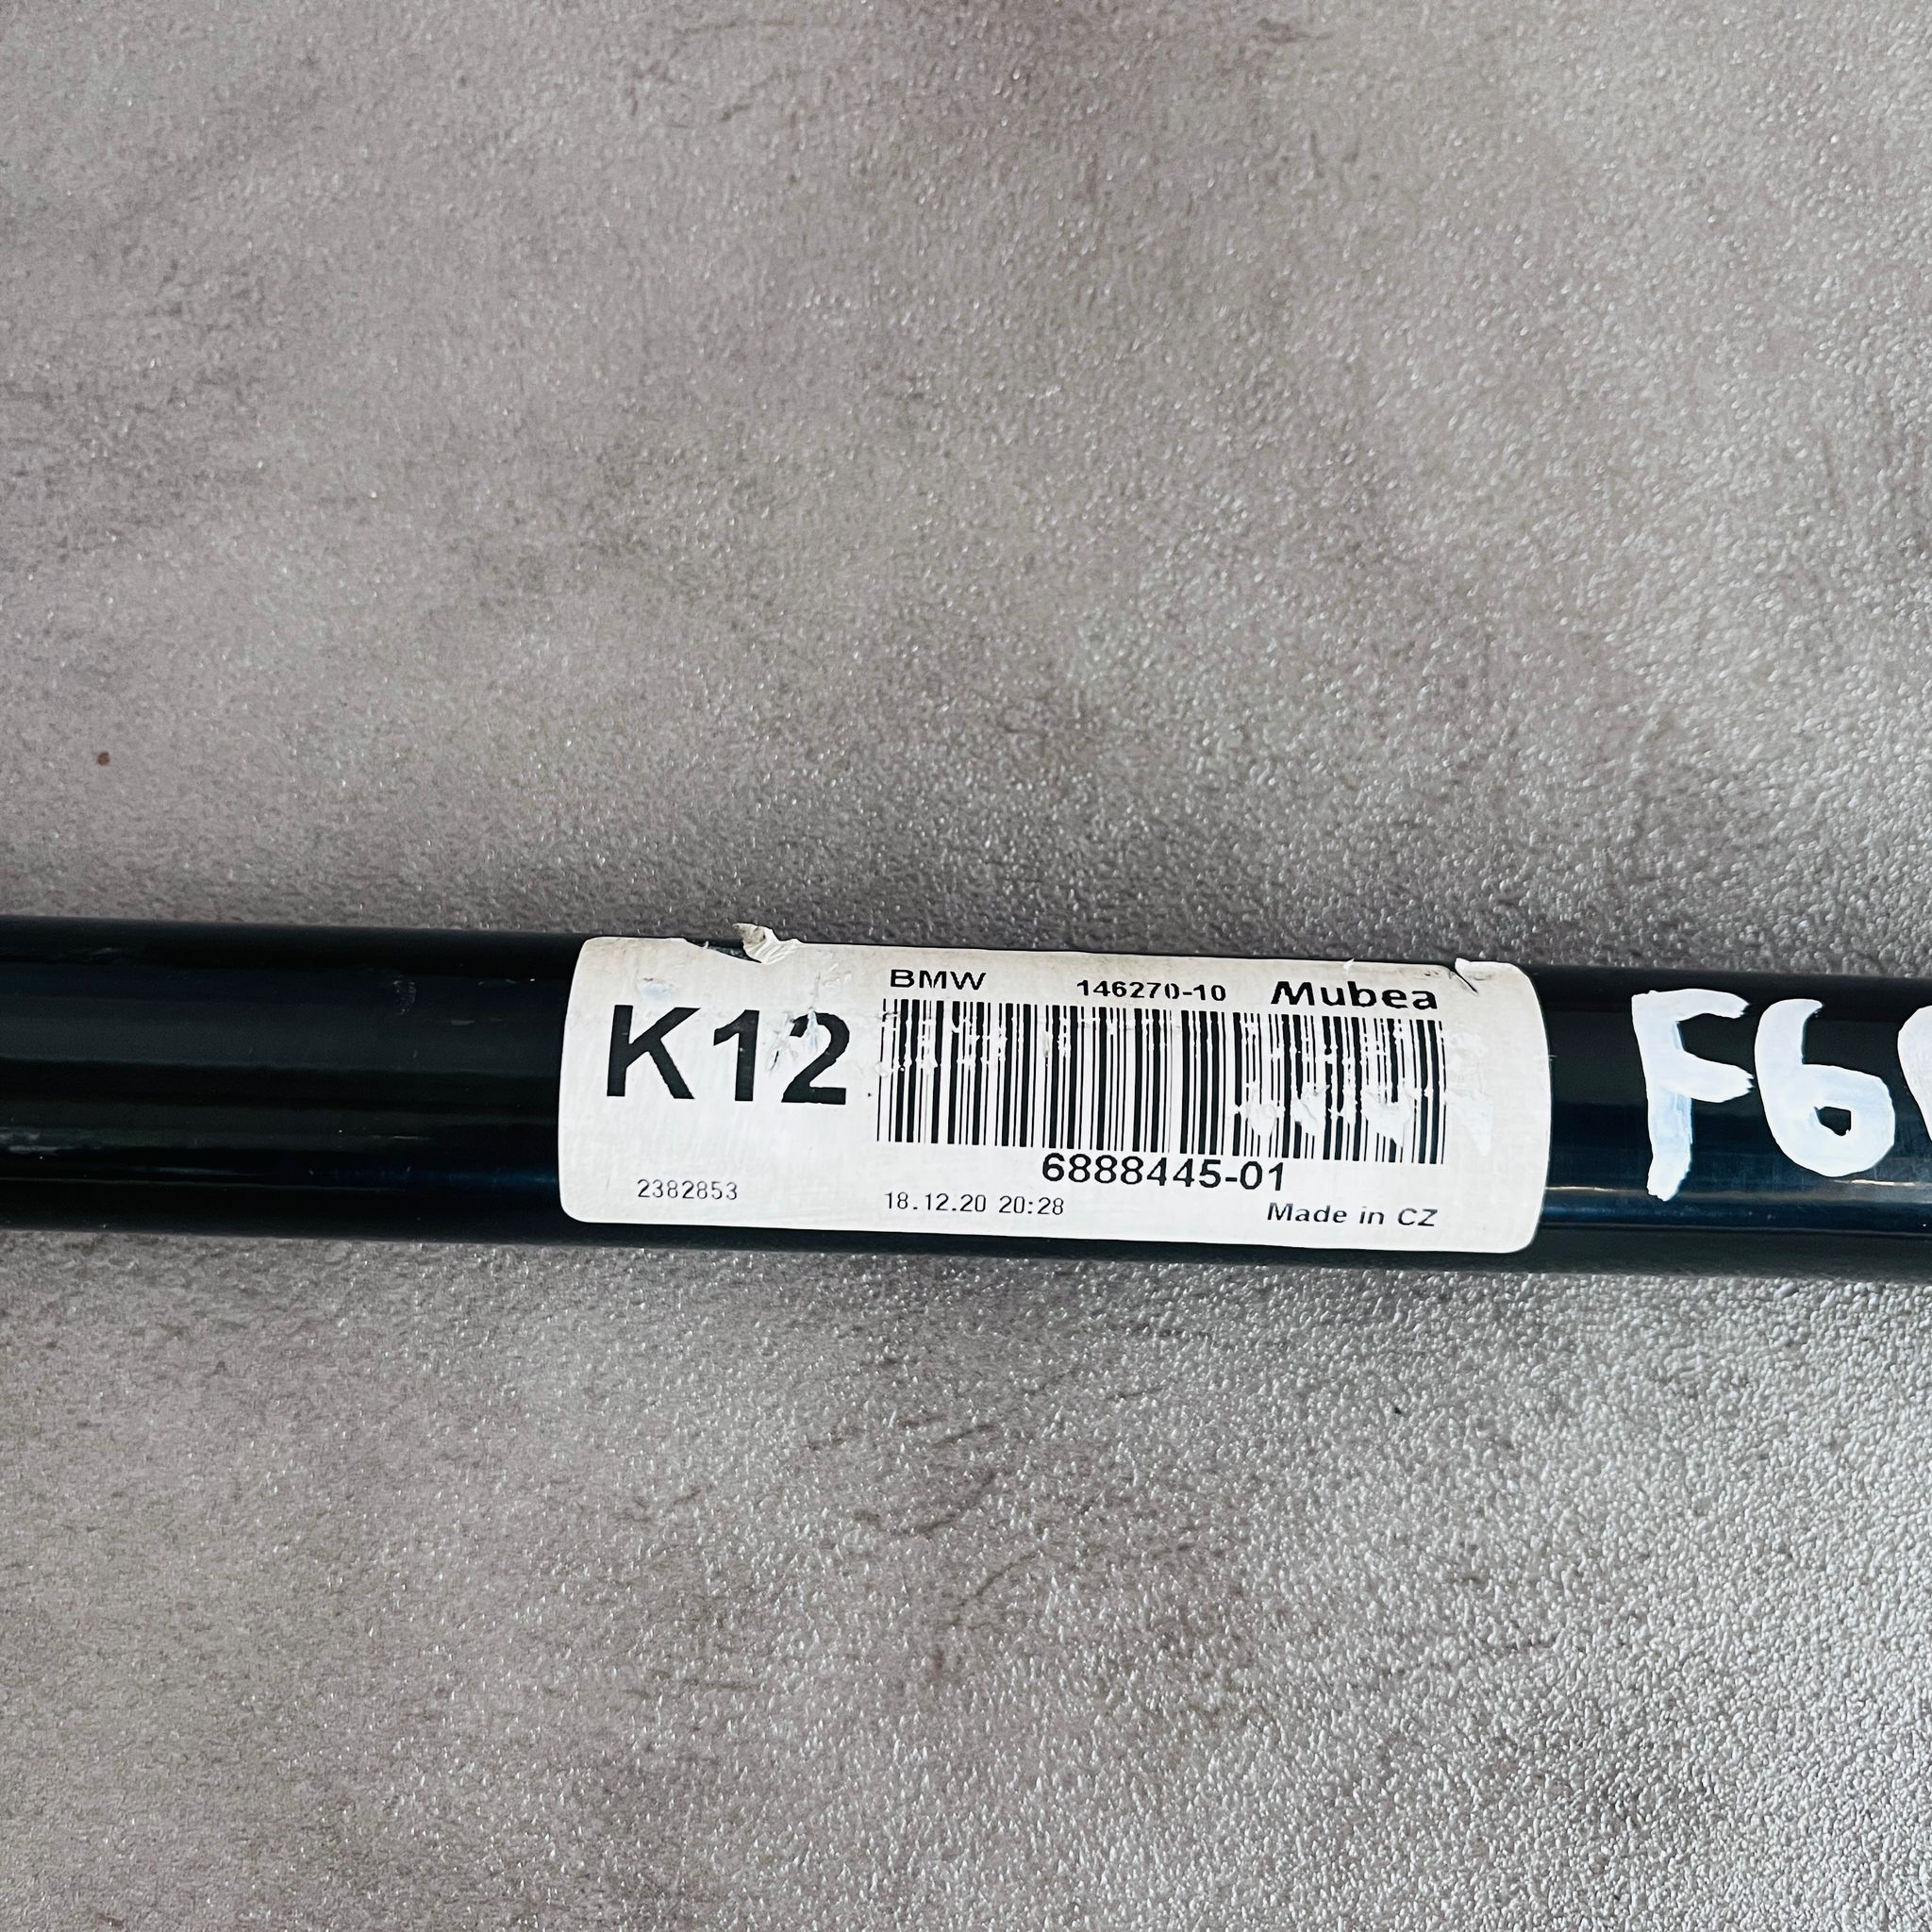 BMW 146270-10 Mubea
K12
6888445-01
2382853 18.12.20 20:28 Made in CZ
F6